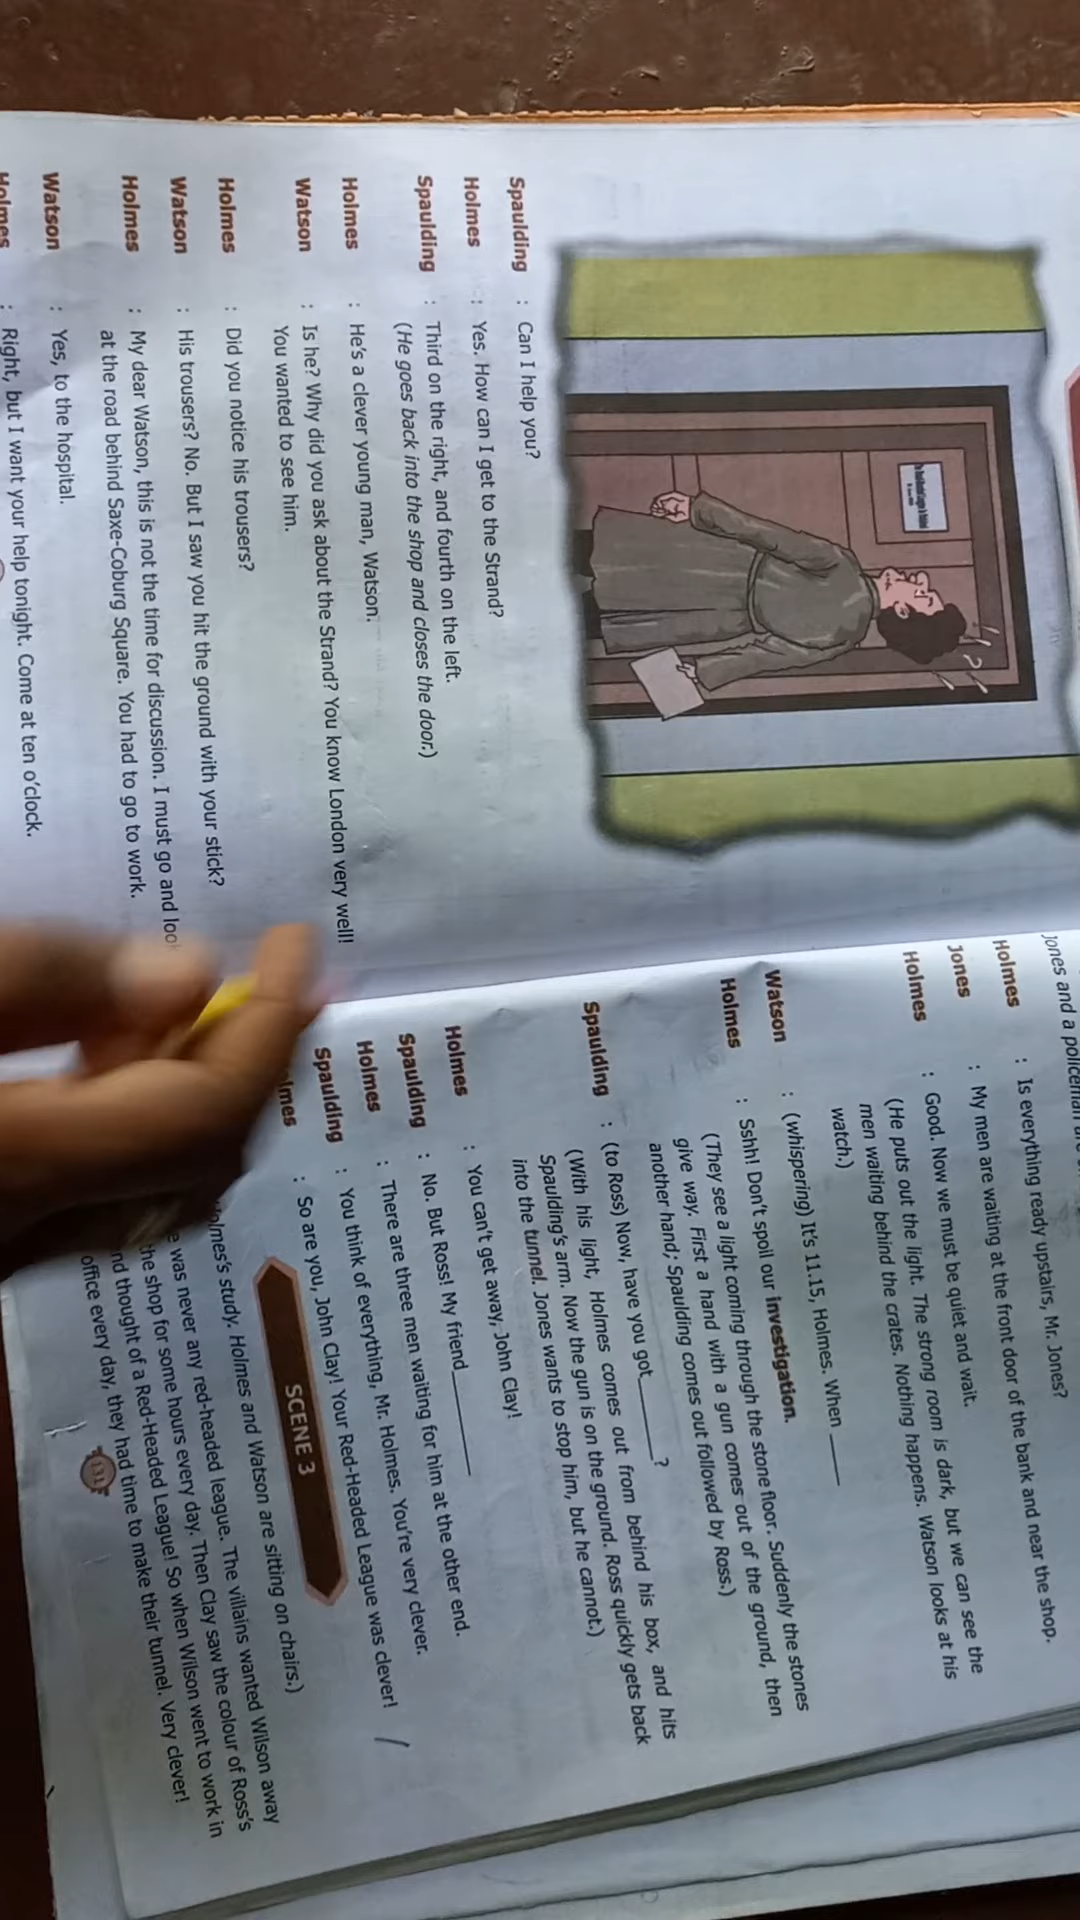 Spaulding : Can I help you?
Holmes : Yes. How can I get to the Strand?
Spaulding : Third on the right, and fourth on the left.
(He goes back into the shop and closes the door.)
Holmes : He's a clever young man, Watson.
Watson : Is he? Why did you ask about the Strand? You know London very well!
You wanted to see him.
Holmes : Did you notice his trousers?
Watson : His trousers? No. But I saw you hit the ground with your stick?
Holmes : My dear Watson, this is not the time for discussion. I must go and look
at the road behind Saxe-Coburg Square. You had to go to work.
Watson : Yes, to the hospital.
Holmes : Right, but I want your help tonight. Come at ten o'clock.
Jones and a policeman
Holmes : Is everything ready upstairs, Mr. Jones?
Jones : My men are waiting at the front door of the bank and near the shop.
Holmes : Good. Now we must be quiet and wait.
(He puts out the light. The strong room is dark, but we can see the
men waiting behind the crates. Nothing happens. Watson looks at his
watch.)
Watson : (whispering) It's 11.15, Holmes. When ____
Holmes : Sshh! Don't spoil our investigation.
(They see a light coming through the stone floor. Suddenly the stones
give way. First a hand with a gun comes out of the ground, then
another hand; Spaulding comes out followed by Ross.)
Spaulding : (to Ross) Now, have you got______?
(With his light, Holmes comes out from behind his box, and hits
Spaulding's arm. Now the gun is on the ground. Ross quickly gets back
into the tunnel. Jones wants to stop him, but he cannot.)
Holmes : You can't get away, John Clay!
Spaulding : No. But Ross! My friend______
Holmes : There are three men waiting for him at the other end.
Spaulding : You think of everything, Mr. Holmes. You're very clever.
Holmes : So are you, John Clay! Your Red-Headed League was clever!
SCENE 3
Holmes's study. Holmes and Watson are sitting on chairs.)
was never any red-headed league. The villains wanted Wilson away
the shop for some hours every day. Then Clay saw the colour of Ross's
and thought of a Red-Headed League! So when Wilson went to work in
office every day, they had time to make their tunnel. Very clever!
131